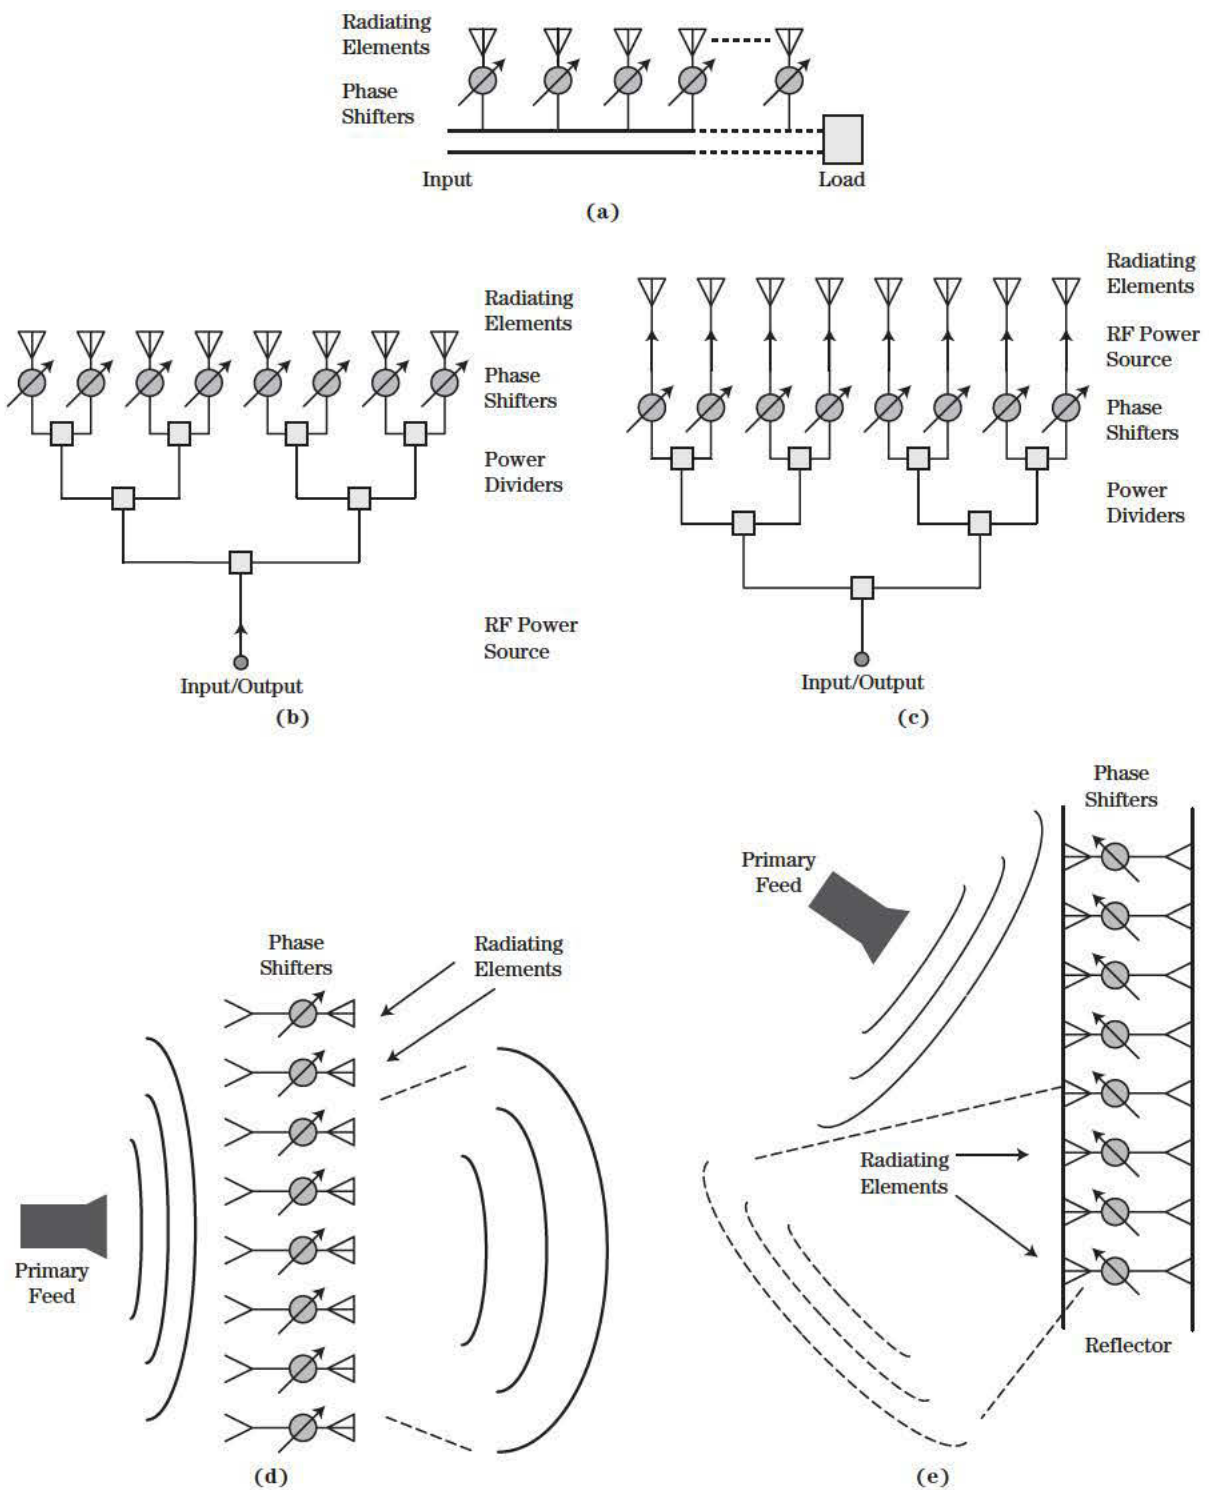 Radiating
Elements
Phase
Shifters
Input
Load
(a)
Radiating
Elements
Phase
Shifters
Power
Dividers
RF Power
Source
Input/Output
(b)
Radiating
Elements
RF Power
Source
Phase
Shifters
Power
Dividers
Input/Output
(c)
Phase
Shifters
Radiating
Elements
Primary
Feed
(d)
Phase
Shifters
Primary
Feed
Radiating
Elements
Reflector
(e)